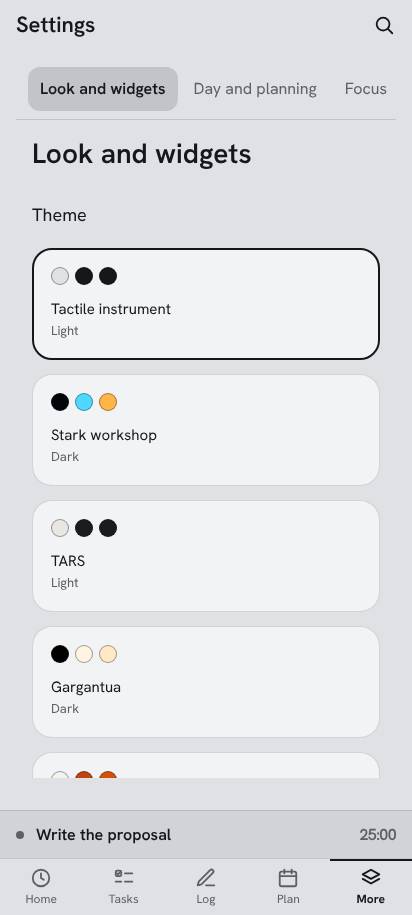 Settings
Look and widgets
Day and planning
Focus
Look and widgets
Theme
Tactile instrument
Light
Stark workshop
Dark
TARS
Light
Gargantua
Dark
Write the proposal
25:00
Home
Tasks
Log
Plan
More